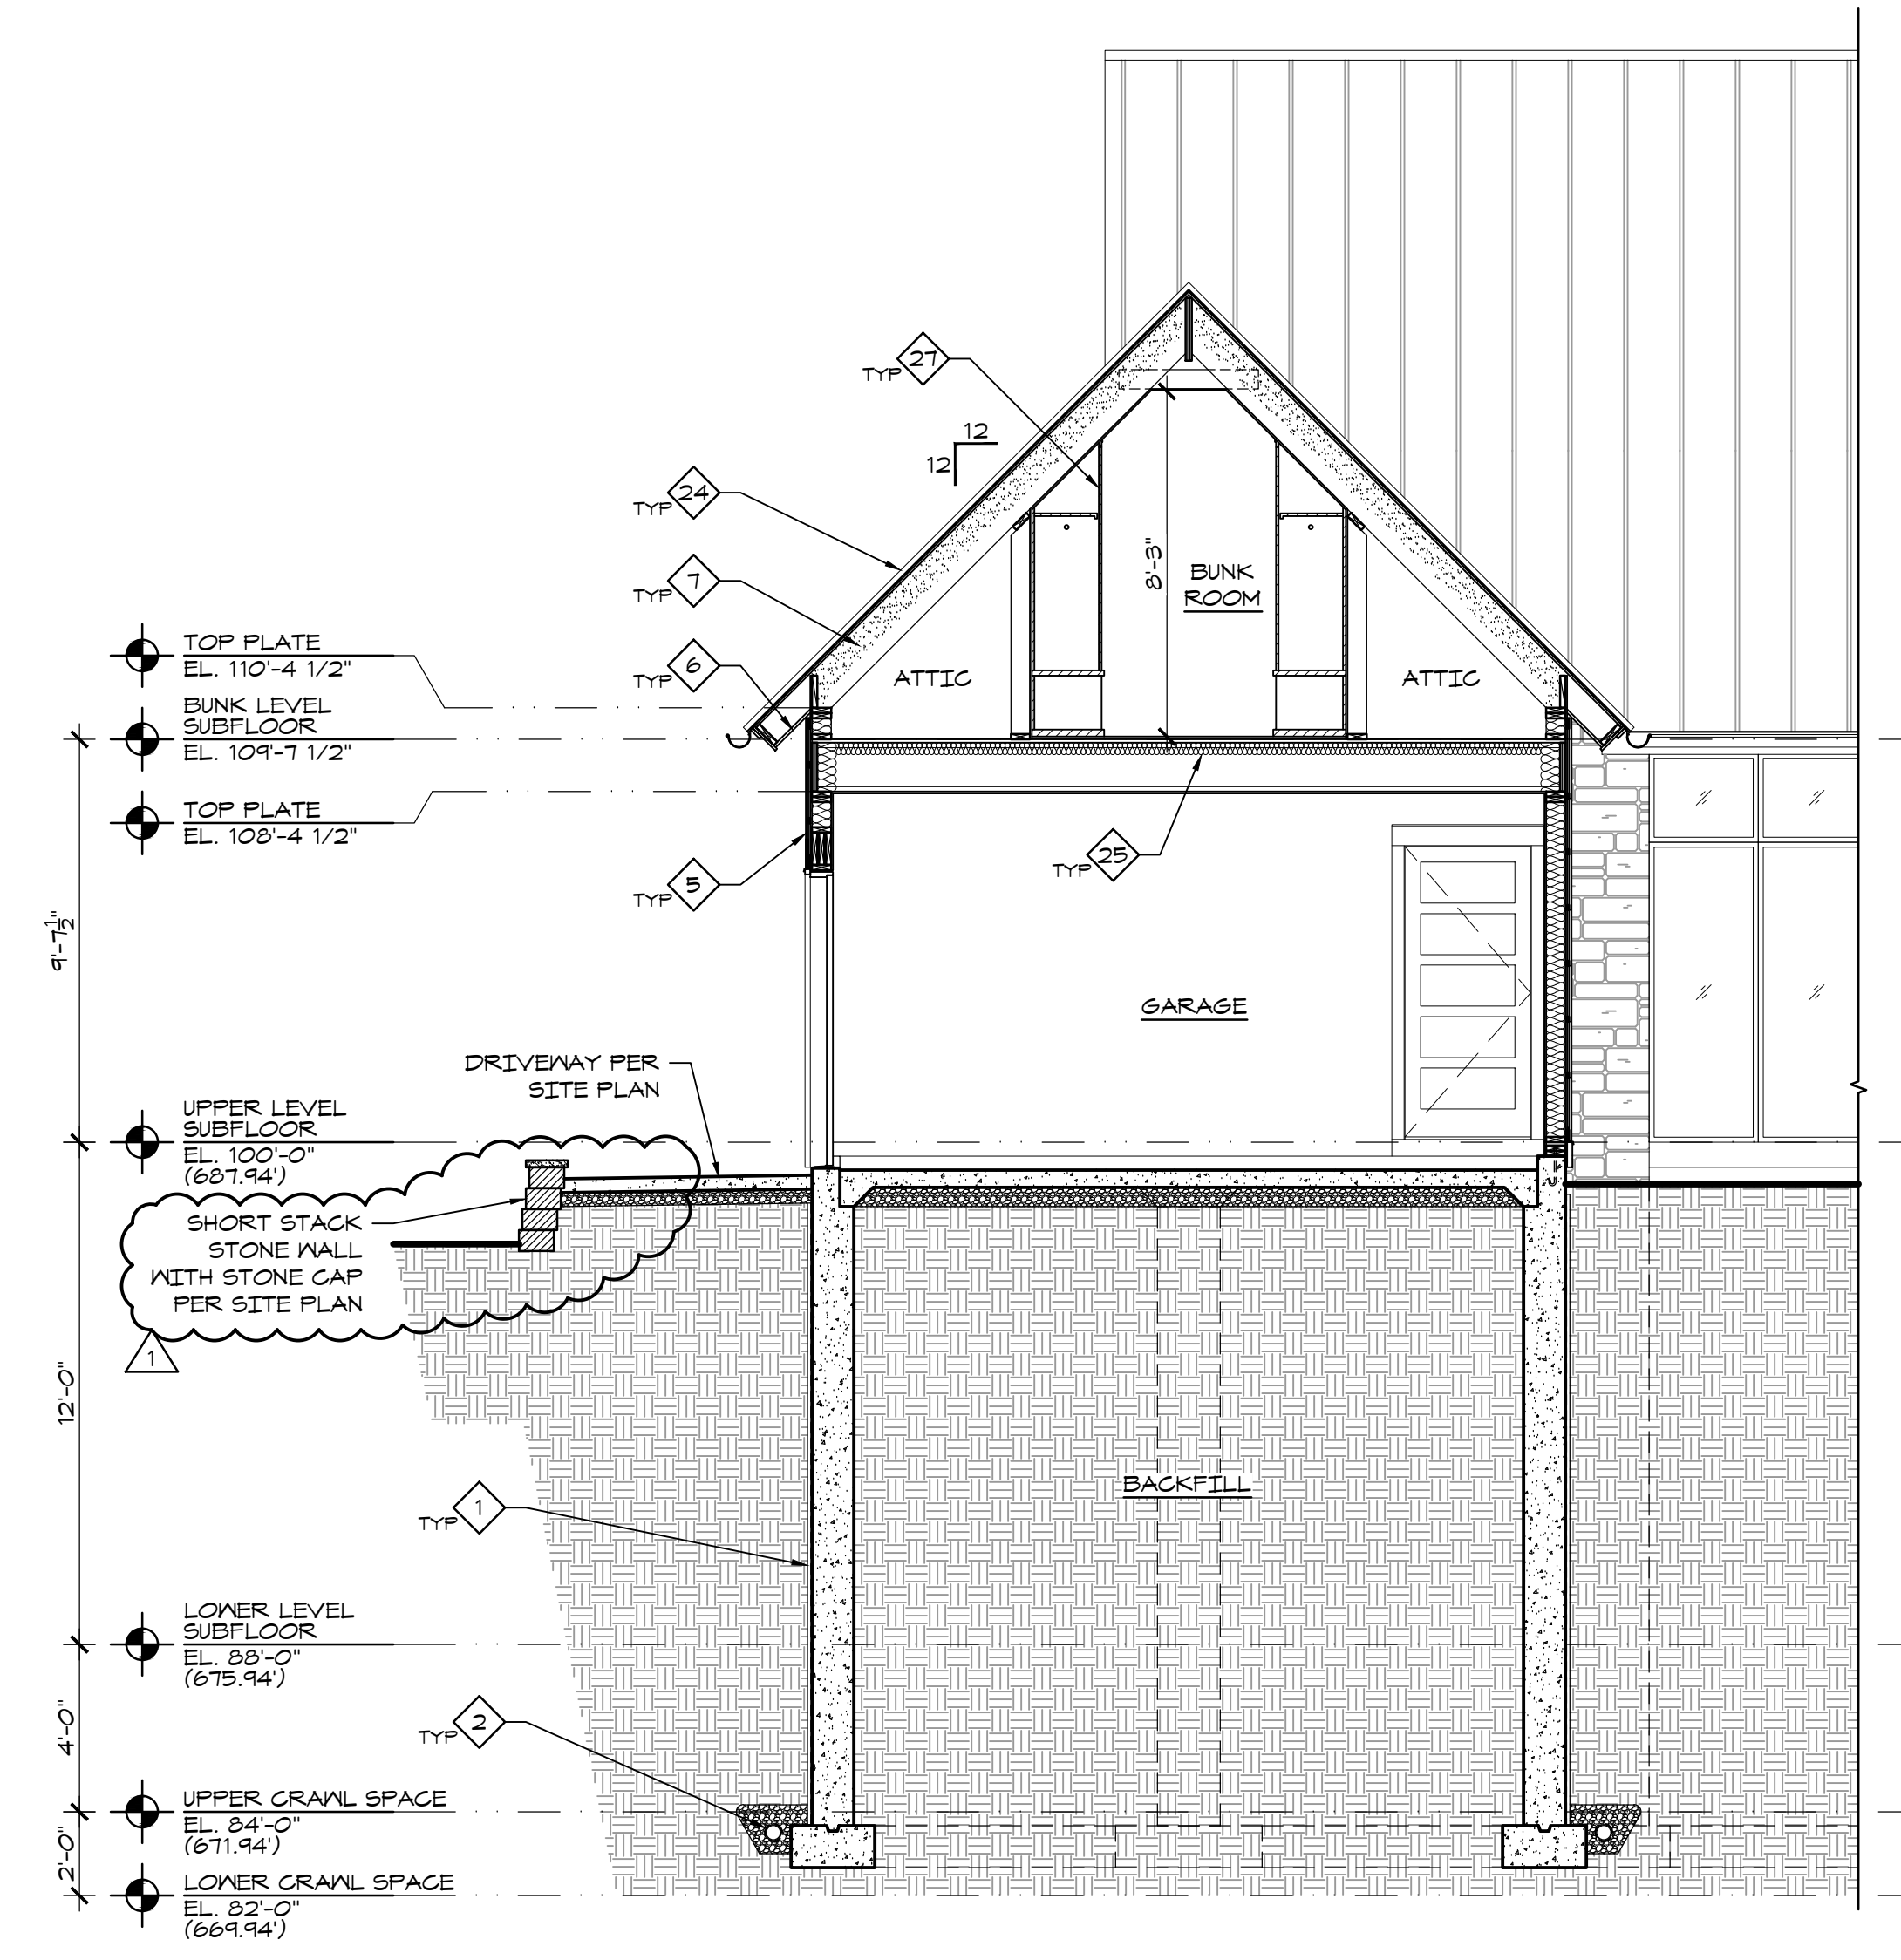 27
TYP
12
12
24
TYP
7
TYP
6
TYP
8'-3"
BUNK
ROOM
ATTIC
ATTIC
TOP PLATE
EL. 110'-4 1/2"
BUNK LEVEL
SUBFLOOR
EL. 109'-7 1/2"
TOP PLATE
EL. 108'-4 1/2"
5
TYP
25
TYP
9'-7 1/2"
GARAGE
DRIVEWAY PER
SITE PLAN
UPPER LEVEL
SUBFLOOR
EL. 100'-0"
(687.94')
SHORT STACK
STONE WALL
WITH STONE CAP
PER SITE PLAN
1
12'-0"
BACKFILL
1
TYP
LOWER LEVEL
SUBFLOOR
EL. 88'-0"
(675.94')
2
TYP
4'-0"
UPPER CRAWL SPACE
EL. 84'-0"
(671.94')
2'-0"
LOWER CRAWL SPACE
EL. 82'-0"
(669.94')